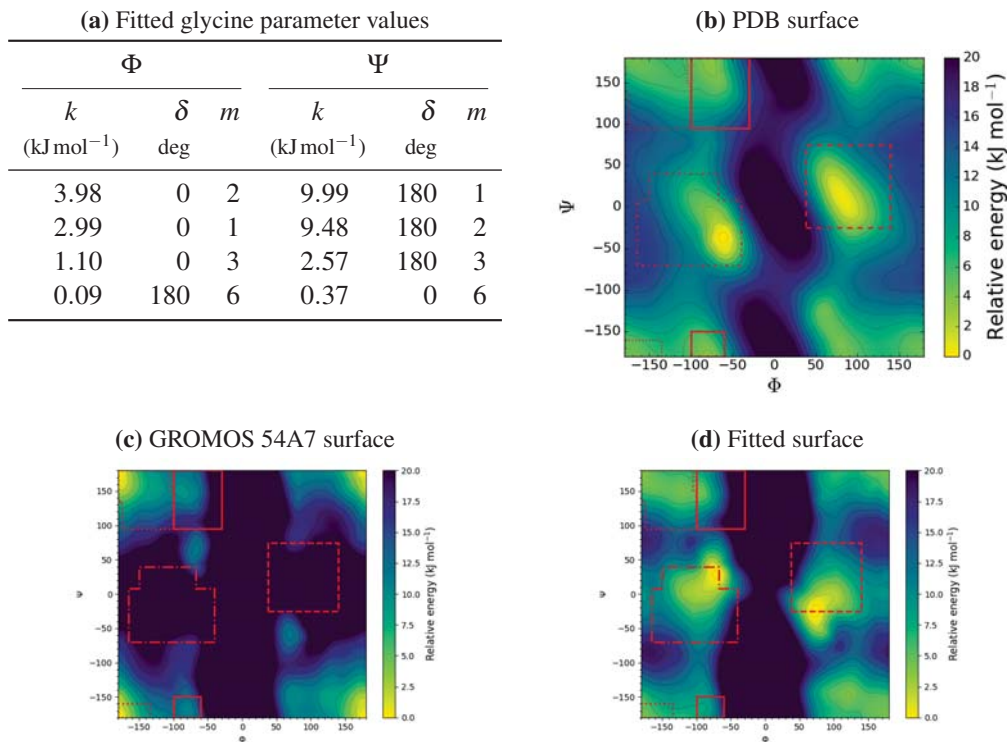 (a) Fitted glycine parameter values
Φ Ψ
k δ m k δ m
(kJ mol⁻¹) deg (kJ mol⁻¹) deg
3.98 0 2 9.99 180 1
2.99 0 1 9.48 180 2
1.10 0 3 2.57 180 3
0.09 180 6 0.37 0 6
(b) PDB surface
150
100
50
0
−50
−100
−150
Ψ
−150 −100 −50 0 50 100 150
Φ
20
18
16
14
12
10
8
6
4
2
0
Relative energy (kJ mol⁻¹)
(c) GROMOS 54A7 surface
150
100
50
0
−50
−100
−150
Ψ
−150 −100 −50 0 50 100 150
Φ
20.0
17.5
15.0
12.5
10.0
7.5
5.0
2.5
0.0
Relative energy (kJ mol⁻¹)
(d) Fitted surface
150
100
50
0
−50
−100
−150
Ψ
−150 −100 −50 0 50 100 150
Φ
20.0
17.5
15.0
12.5
10.0
7.5
5.0
2.5
0.0
Relative energy (kJ mol⁻¹)